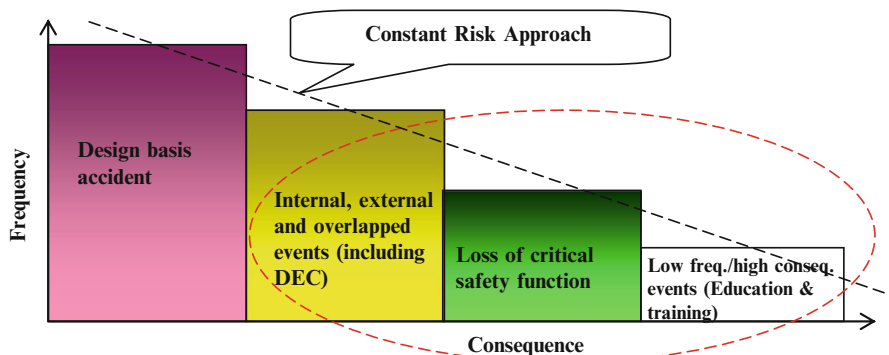 Constant Risk Approach
Frequency
Design basis
accident
Internal, external
and overlapped
events (including
DEC)
Loss of critical
safety function
Low freq./high conseq.
events (Education &
training)
Consequence